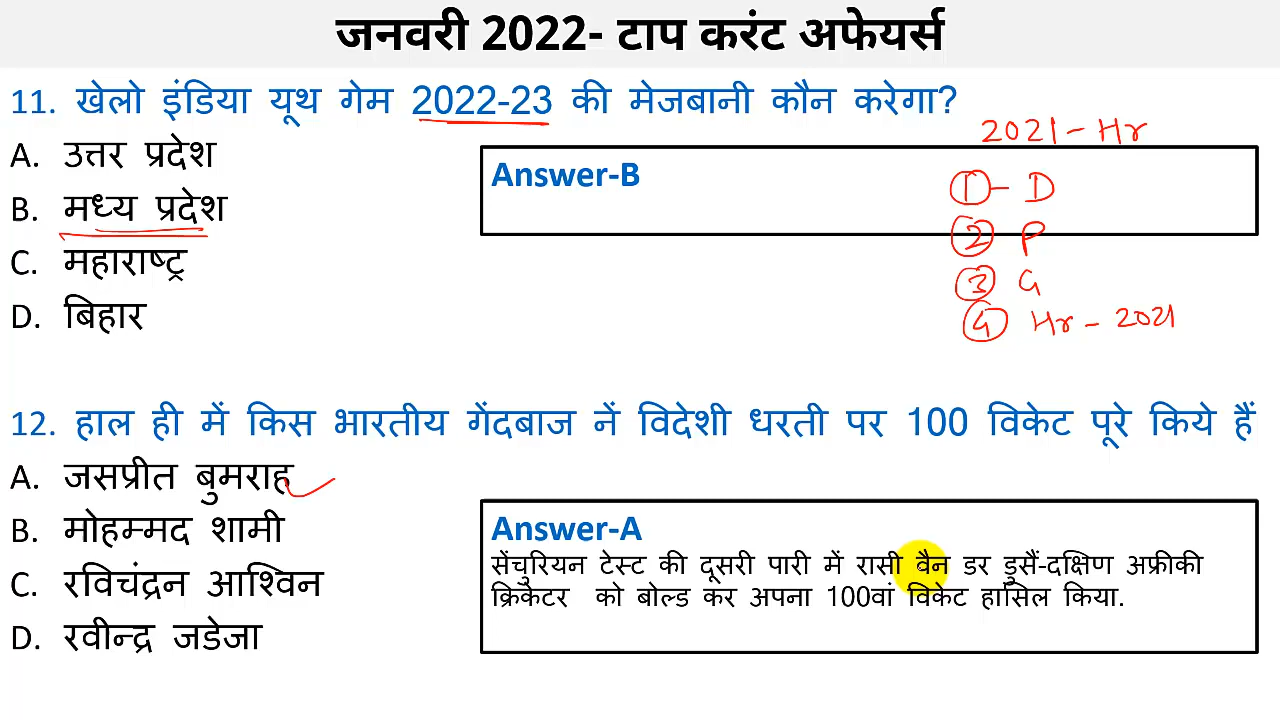 जनवरी 2022- टाप करंट अफेयर्स
11. खेलो इंडिया यूथ गेम 2022-23 की मेजबानी कौन करेगा?
A. उत्तर प्रदेश
B. मध्य प्रदेश
C. महाराष्ट्र
D. बिहार
Answer-B
2021 - Hr
1 - D
2 P
3 G
4 Hr - 2021
12. हाल ही में किस भारतीय गेंदबाज नें विदेशी धरती पर 100 विकेट पूरे किये हैं
A. जसप्रीत बुमराह
B. मोहम्मद शामी
C. रविचंद्रन आश्विन
D. रवीन्द्र जडेजा
Answer-A
सेंचुरियन टेस्ट की दूसरी पारी में रासी वैन डर डुसैं-दक्षिण अफ्रीकी
क्रिकेटर को बोल्ड कर अपना 100वां विकेट हासिल किया.